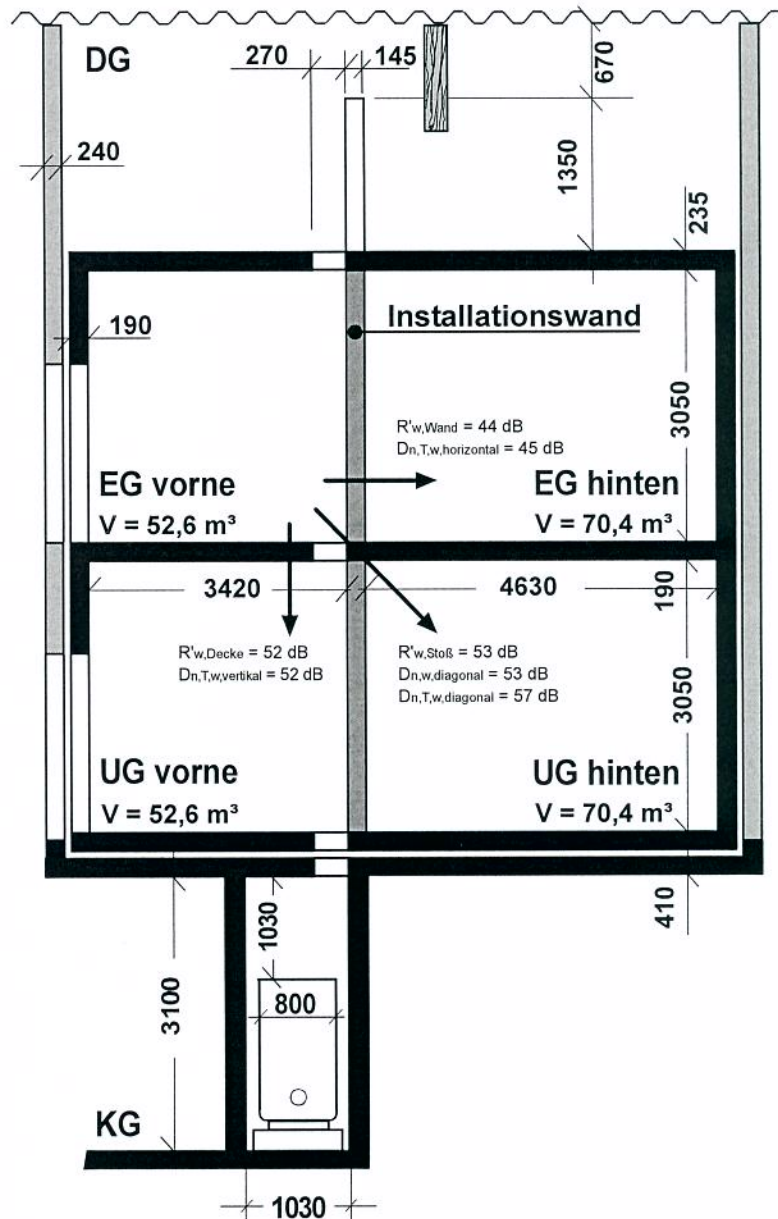 DG
270
145
670
240
1350
235
190
Installationswand
R'w,Wand = 44 dB
Dn,T,w,horizontal = 45 dB
3050
EG vorne
V = 52,6 m³
EG hinten
V = 70,4 m³
3420
4630
190
R'w,Decke = 52 dB
Dn,T,w,vertikal = 52 dB
R'w,Stoß = 53 dB
Dn,w,diagonal = 53 dB
Dn,T,w,diagonal = 57 dB
3050
UG vorne
V = 52,6 m³
UG hinten
V = 70,4 m³
410
1030
3100
800
KG
1030